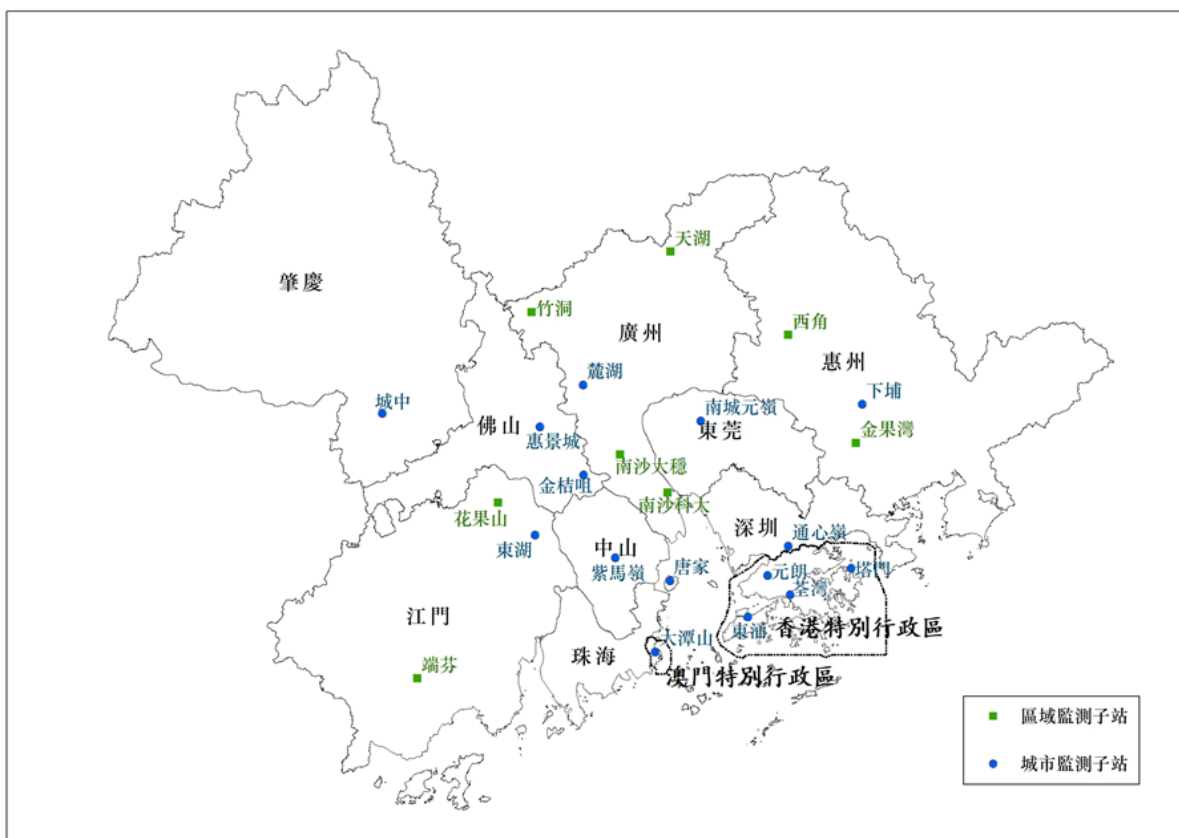 天湖
肇慶
竹洞
廣州
西角
惠州
麓湖
下埔
城中
南城元嶺
佛山
惠景城
東莞
金果灣
南沙大穩
金桔咀
南沙科大
花果山
深圳
通心嶺
東湖
中山
紫馬嶺
唐家
元朗
塔門
荃灣
江門
東涌
香港特別行政區
大潭山
珠海
端芬
澳門特別行政區
區域監測子站
城市監測子站